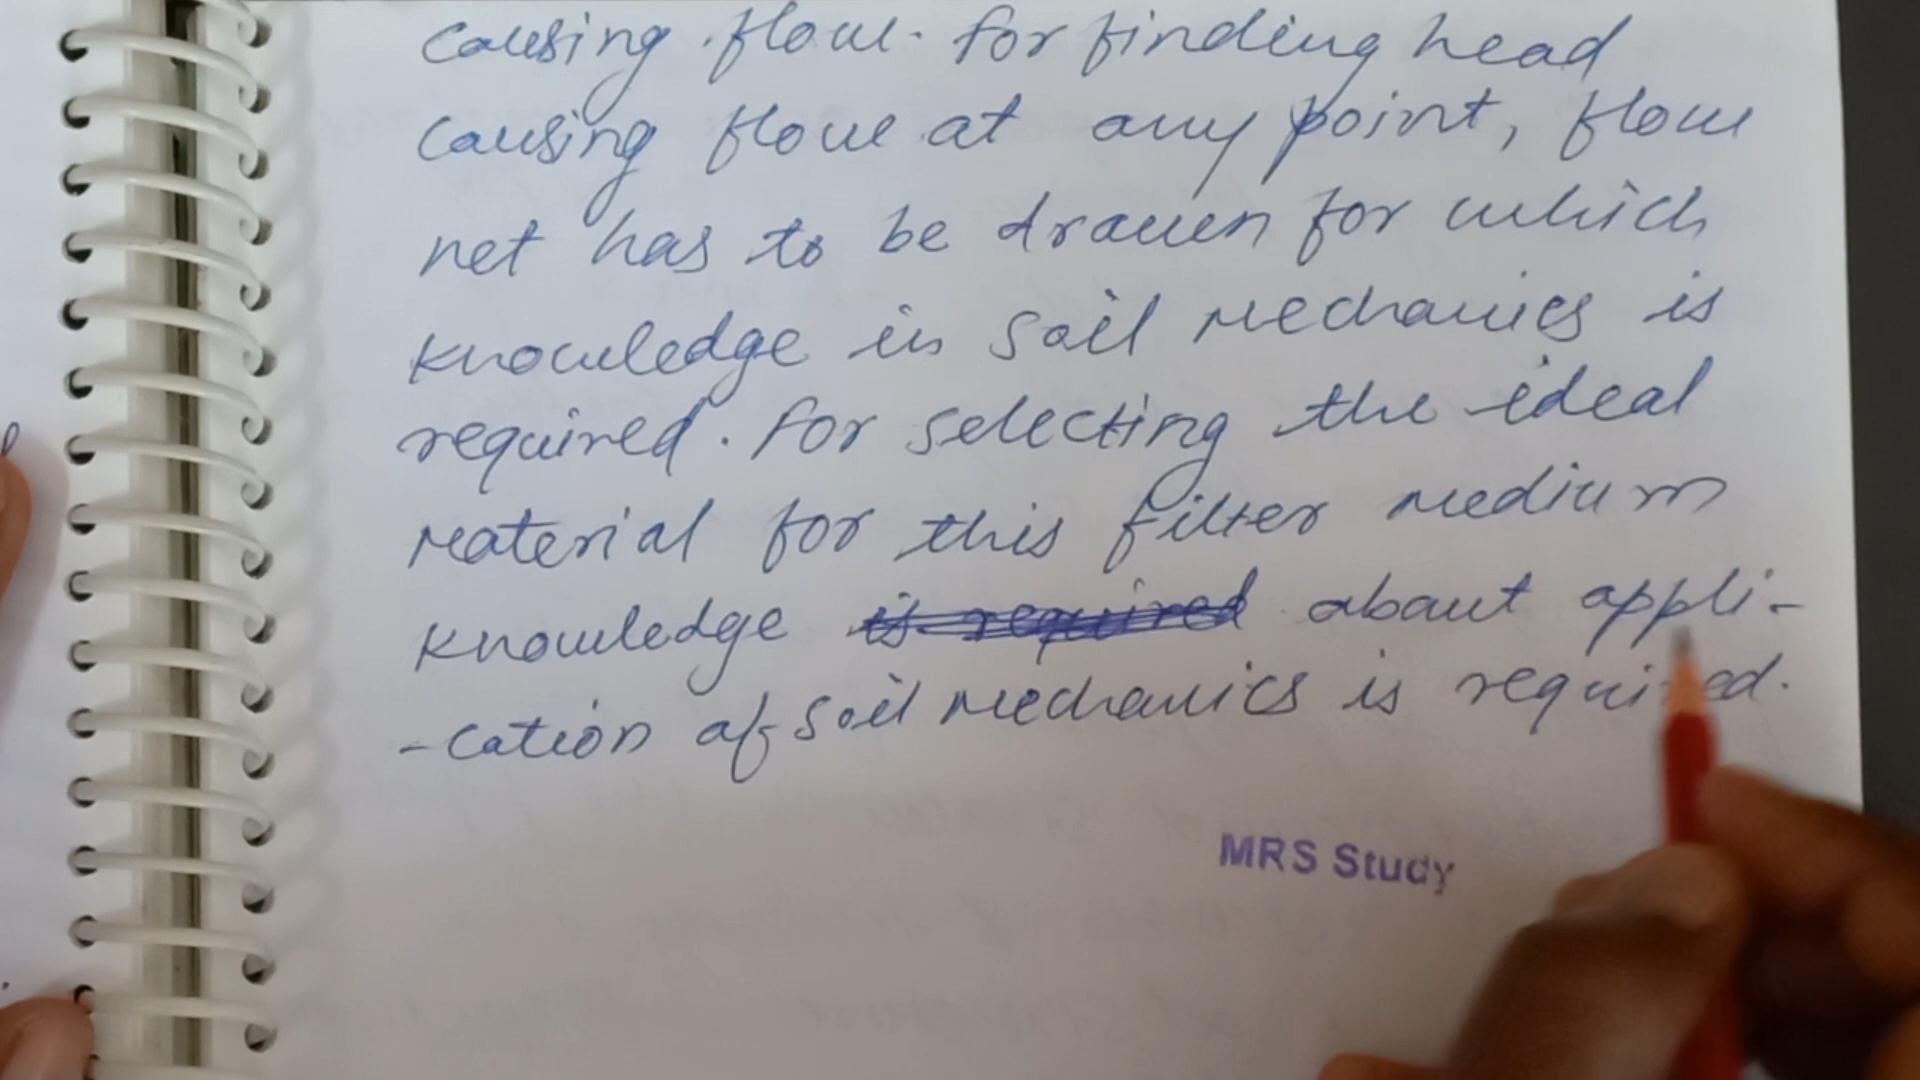 causing flow. for finding head
causing flow at any point, flow
net has to be drawn for which
knowledge in soil mechanics is
required. for selecting the ideal
material for this filter medium
knowledge is required about appli-
-cation of soil mechanics is required.
MRS Study